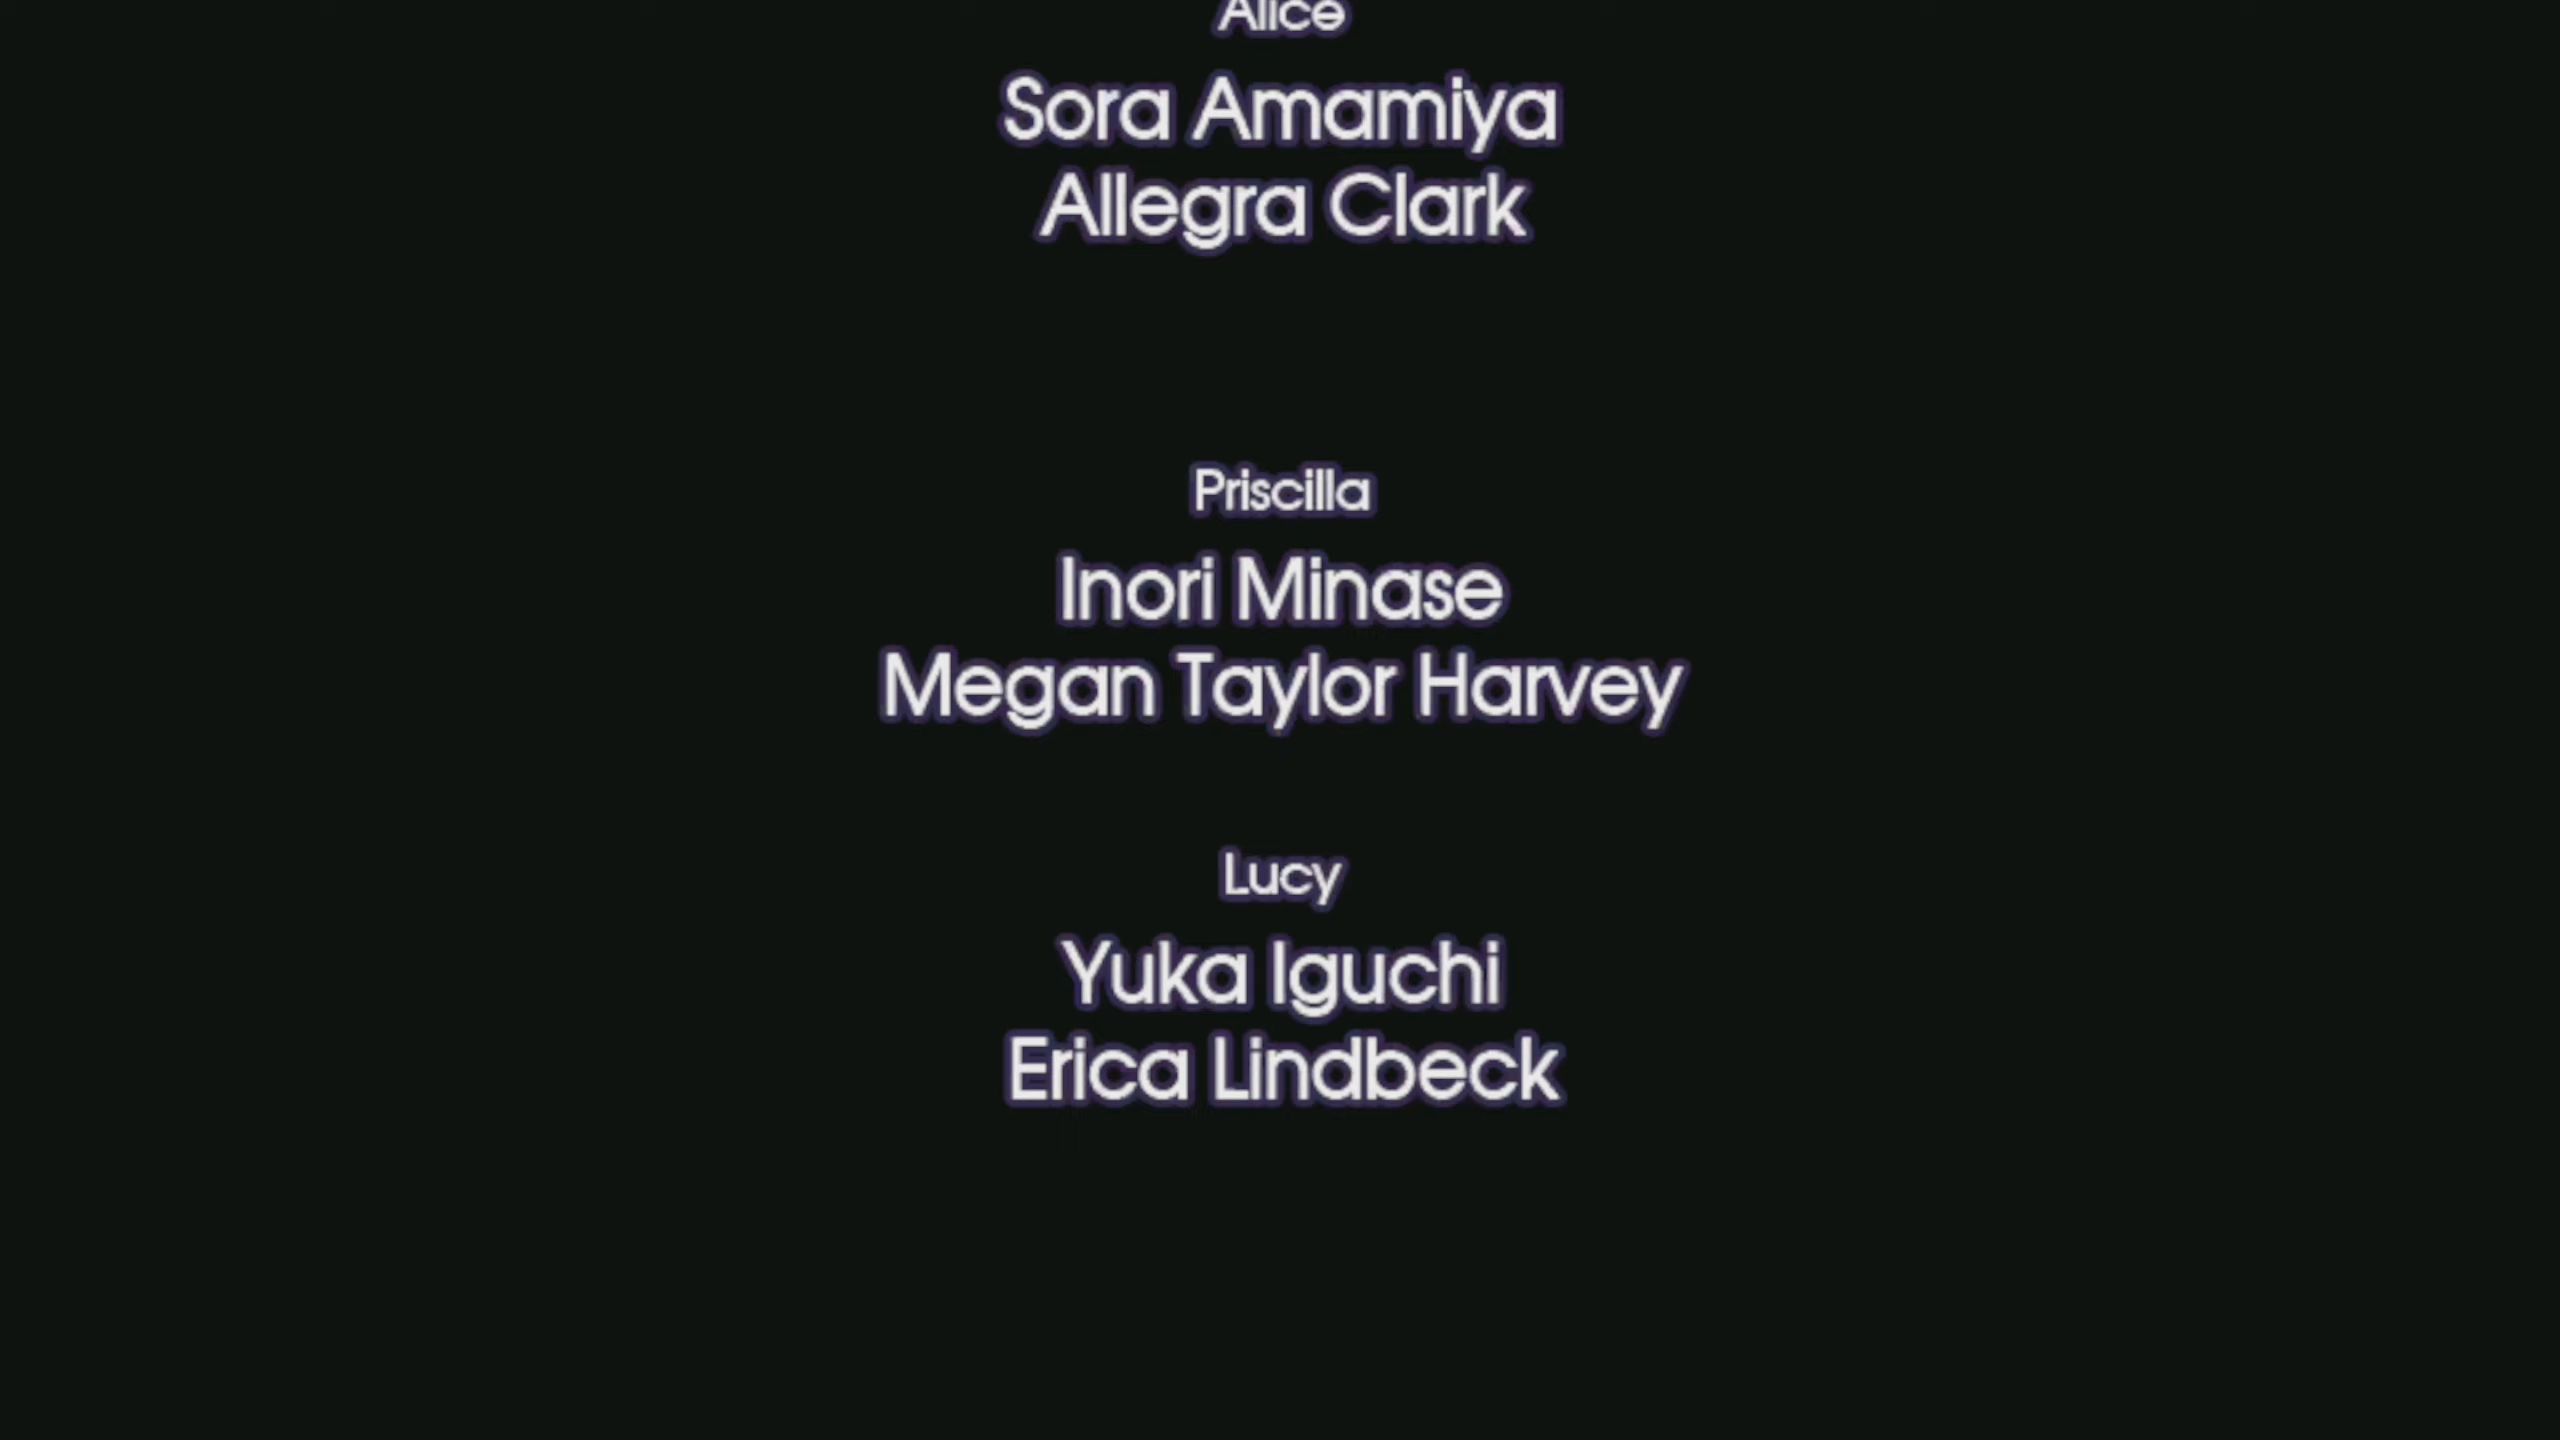 Alice
Sora Amamiya
Allegra Clark
Priscilla
Inori Minase
Megan Taylor Harvey
Lucy
Yuka Iguchi
Erica Lindbeck